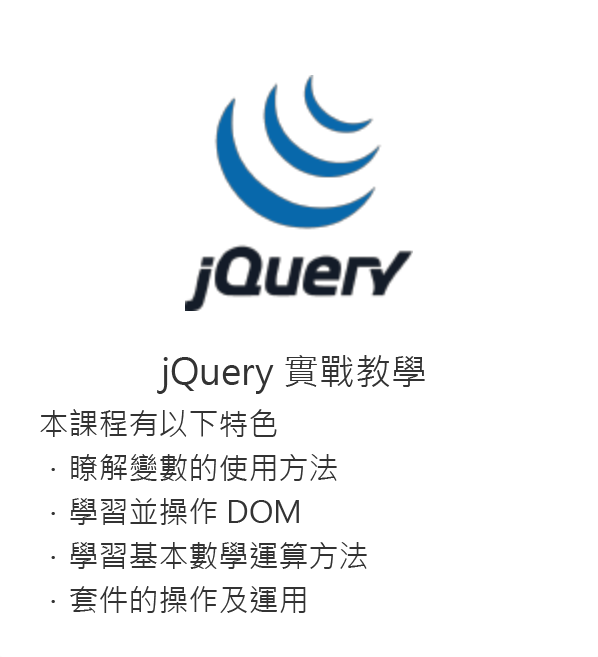 jQuery
jQuery 實戰教學
本課程有以下特色
．瞭解變數的使用方法
．學習並操作 DOM
．學習基本數學運算方法
．套件的操作及運用